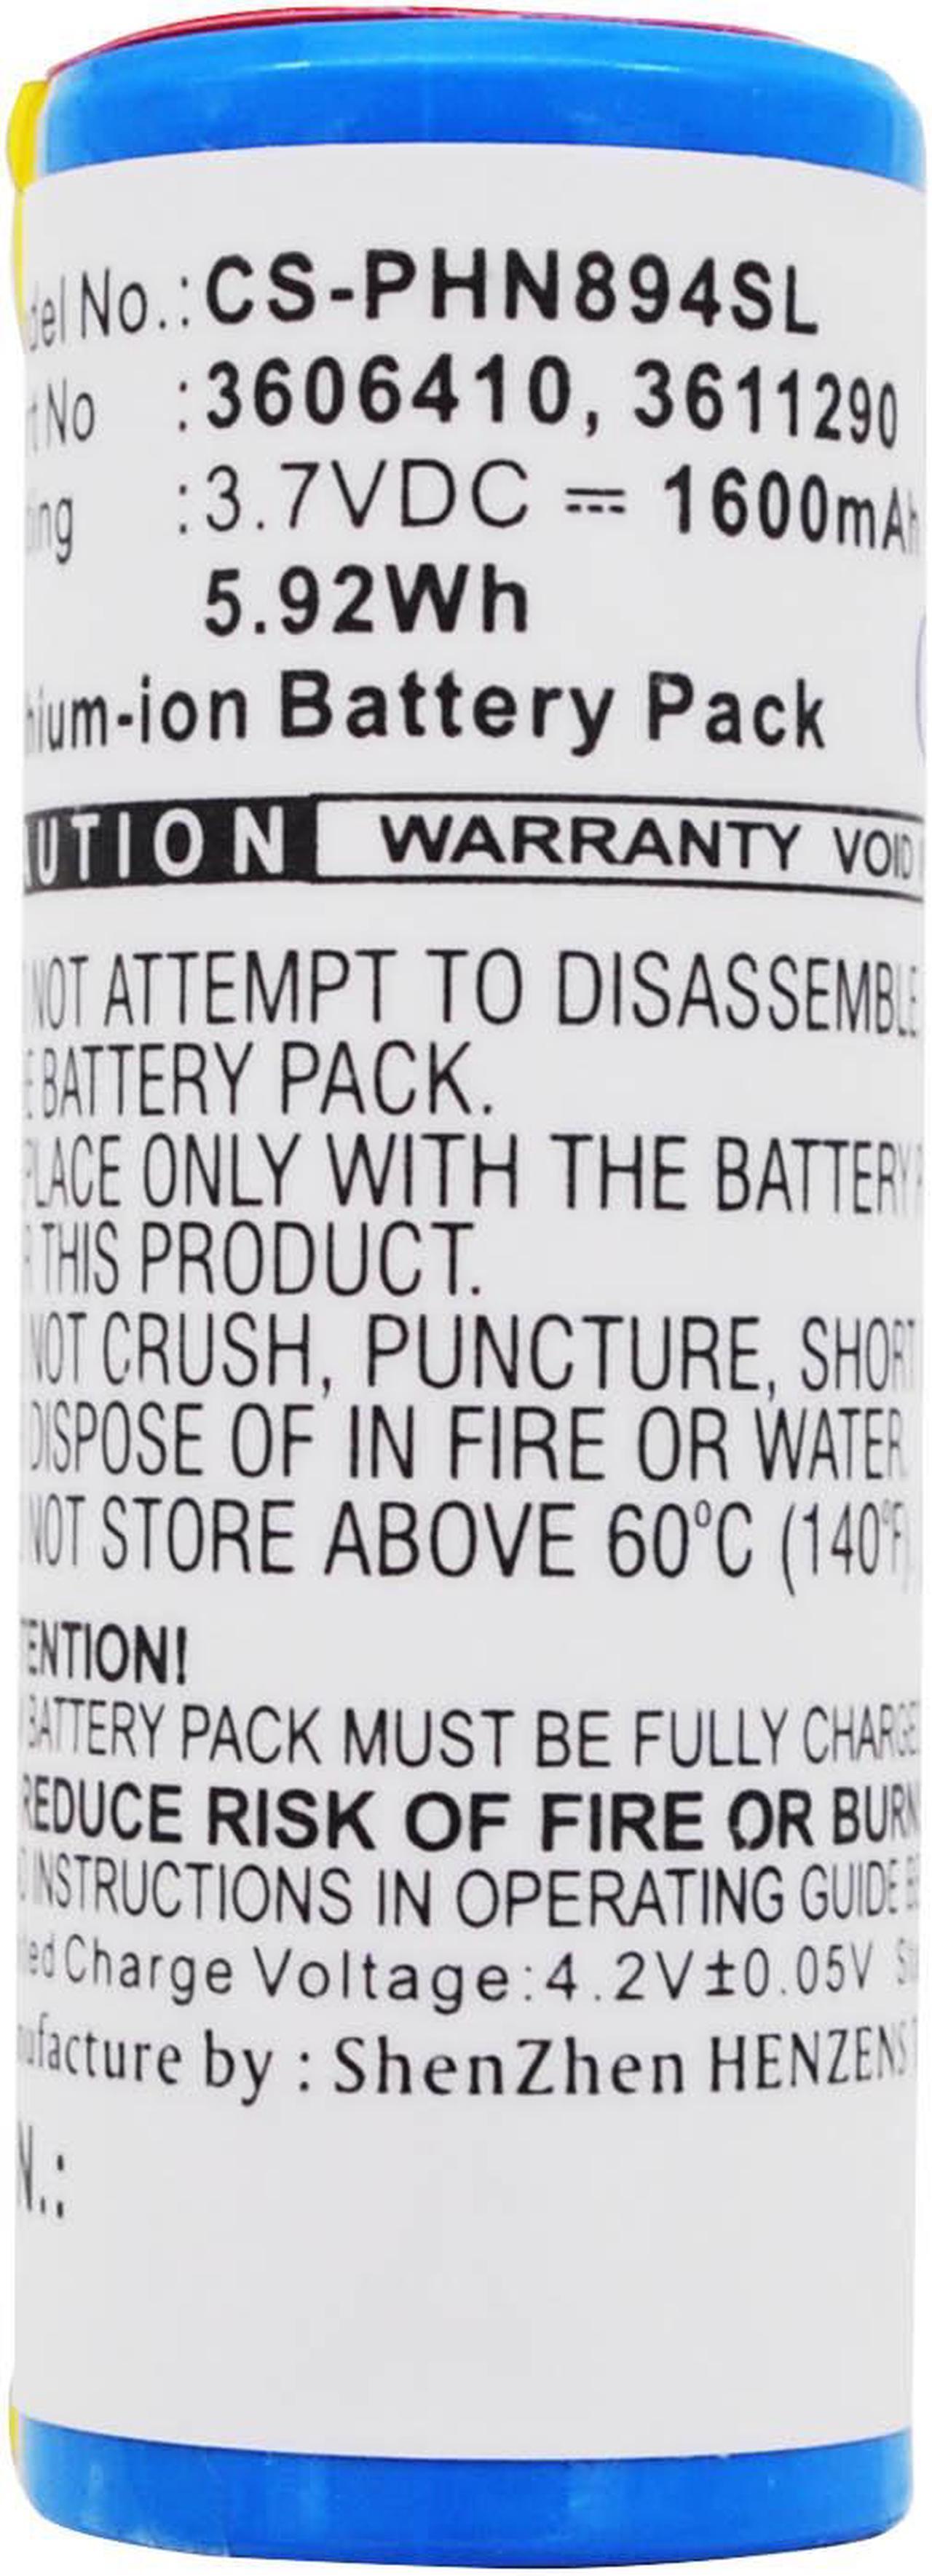 del No.: CS-PHN894SL
t No : 3606410, 3611290
ing : 3.7VDC ⎓ 1600mAh
5.92Wh
hium-ion Battery Pack
UTION WARRANTY VOID
NOT ATTEMPT TO DISASSEMBLE
E BATTERY PACK.
PLACE ONLY WITH THE BATTERY
R THIS PRODUCT.
NOT CRUSH, PUNCTURE, SHORT
DISPOSE OF IN FIRE OR WATER.
NOT STORE ABOVE 60°C (140°F).
TENTION!
BATTERY PACK MUST BE FULLY CHARGE
REDUCE RISK OF FIRE OR BURN
INSTRUCTIONS IN OPERATING GUIDE
ted Charge Voltage:4.2V±0.05V
ufacture by : ShenZhen HENZENS
N.: